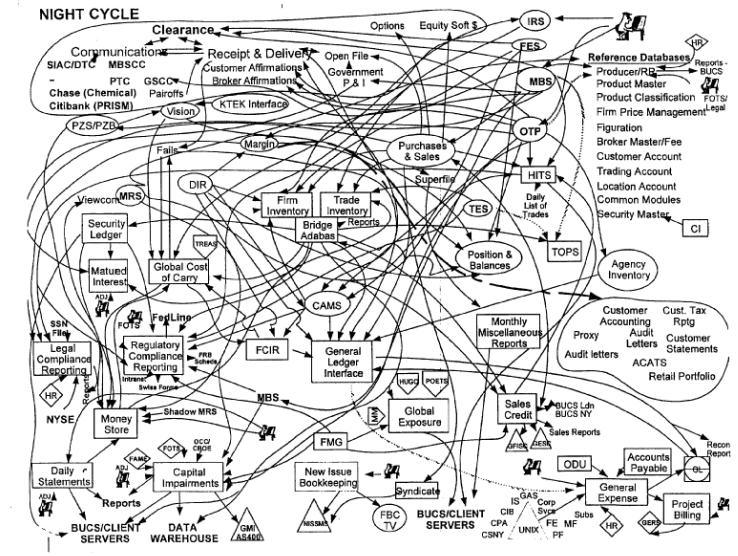 NIGHT CYCLE
Clearance
Options
Equity Soft $
IRS
FES
HR
Communications
SIAC/DTC MBSCC
Receipt & Delivery
Customer Affirmations
Broker Affirmations
Open File
Government
P & I
PTC GSCC
Chase (Chemical) Pairoffs
Citibank (PRISM)
MBS
Reference Databases
Producer/RR
Product Master
Product Classification
Firm Price Management
Figuration
Broker Master/Fee
Customer Account
Trading Account
Location Account
Common Modules
Security Master
Reports -
BUCS
FOTS/
Legal
CI
Vision
KTEK Interface
PZS/PZB
OTP
Fails
Margin
Purchases
& Sales
Superfile
HITS
Daily
List of
Trades
DIR
Viewcom
MRS
Firm
Inventory
Trade
Inventory
Reports
Bridge
Adabas
TES
Security
Ledger
TREAS
Matued
Interest
Global Cost
of Carry
Position &
Balances
TOPS
Agency
Inventory
ADJ
CAMS
SSN
File
FOTS
FedLine
Legal
Compliance
Reporting
Regulatory
Compliance
Reporting
FRB
Scheds
Intranet
Swiss Forms
FCIR
General
Ledger
Interface
Monthly
Miscellaneous
Reports
Customer
Accounting
Cust. Tax
Rptg
Proxy
Audit
Letters
Customer
Statements
Audit letters
ACATS
Retail Portfolio
HR
Reports
NYSE
Money
Store
Shadow MRS
MBS
HUGO
POETS
MM
Global
Exposure
Sales
Credit
BUCS Ldn
BUCS NY
Sales Reports
GFISC
GESC
FMG
Recon
Report
Daily
Statements
ADJ
FAME
ADJ
FOTS
OCC/
CBOE
Capital
Impairments
Reports
New Issue
Bookkeeping
Syndicate
NISSMS
FBC
TV
ODU
Accounts
Payable
GL
General
Expense
Project
Billing
GERS
HR
Subs
GAS
IS
Corp
Svcs
CIB
CPA
CSNY
UNIX
FE MF
PF
BUCS/CLIENT
SERVERS
DATA
WAREHOUSE
GMI
AS400
BUCS/CLIENT
SERVERS